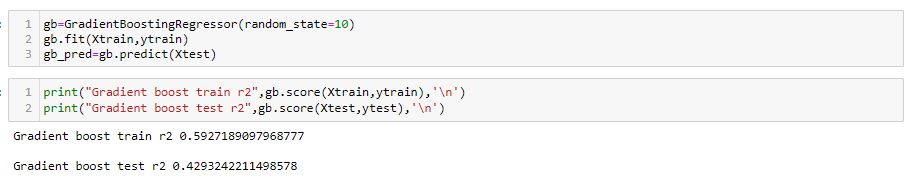 1 gb=GradientBoostingRegressor(random_state=10)
2 gb.fit(Xtrain,ytrain)
3 gb_pred=gb.predict(Xtest)
1 print("Gradient boost train r2",gb.score(Xtrain,ytrain),'\n')
2 print("Gradient boost test r2",gb.score(Xtest,ytest),'\n')
Gradient boost train r2 0.5927189097968777
Gradient boost test r2 0.4293242211498578